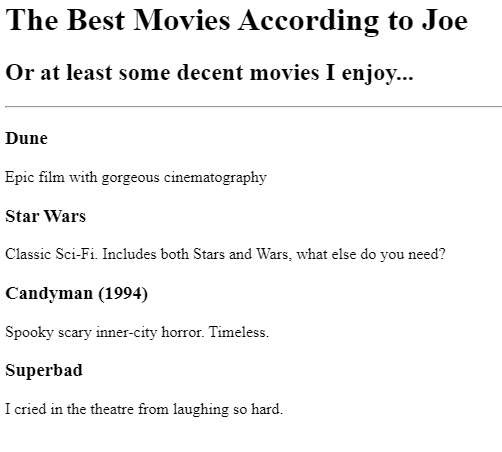 The Best Movies According to Joe
Or at least some decent movies I enjoy...
Dune
Epic film with gorgeous cinematography
Star Wars
Classic Sci-Fi. Includes both Stars and Wars, what else do you need?
Candyman (1994)
Spooky scary inner-city horror. Timeless.
Superbad
I cried in the theatre from laughing so hard.